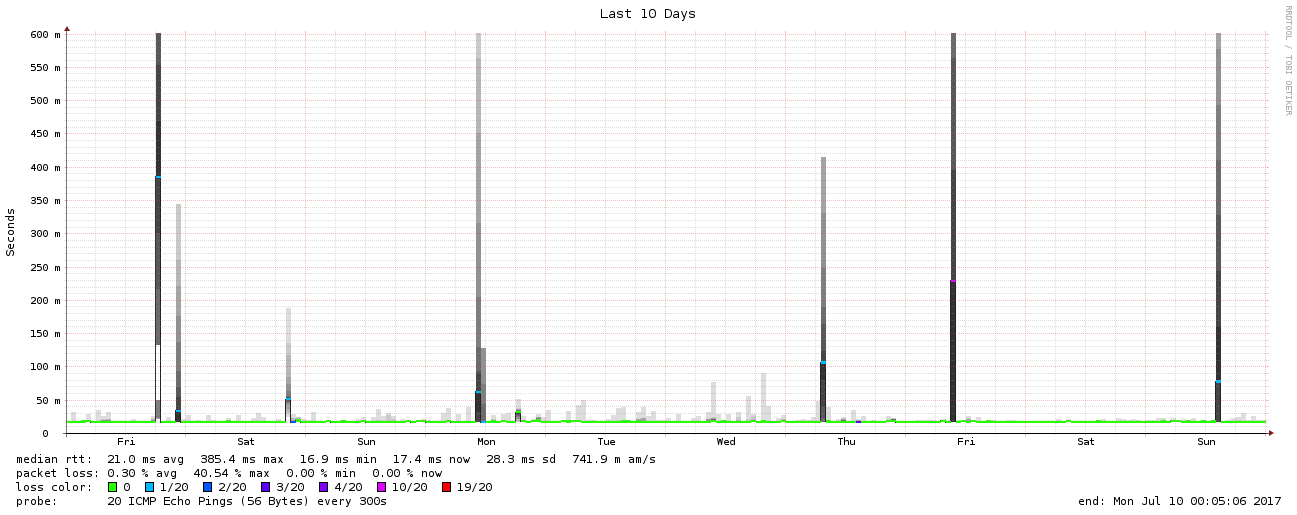 Last 10 Days
RRDTOOL / TOBI OETIKER
Seconds
600 m
550 m
500 m
450 m
400 m
350 m
300 m
250 m
200 m
150 m
100 m
50 m
0
Fri Sat Sun Mon Tue Wed Thu Fri Sat Sun
median rtt: 21.0 ms avg 385.4 ms max 16.9 ms min 17.4 ms now 28.3 ms sd 741.9 m am/s
packet loss: 0.30 % avg 40.54 % max 0.00 % min 0.00 % now
loss color: 0 1/20 2/20 3/20 4/20 10/20 19/20
probe: 20 ICMP Echo Pings (56 Bytes) every 300s end: Mon Jul 10 00:05:06 2017